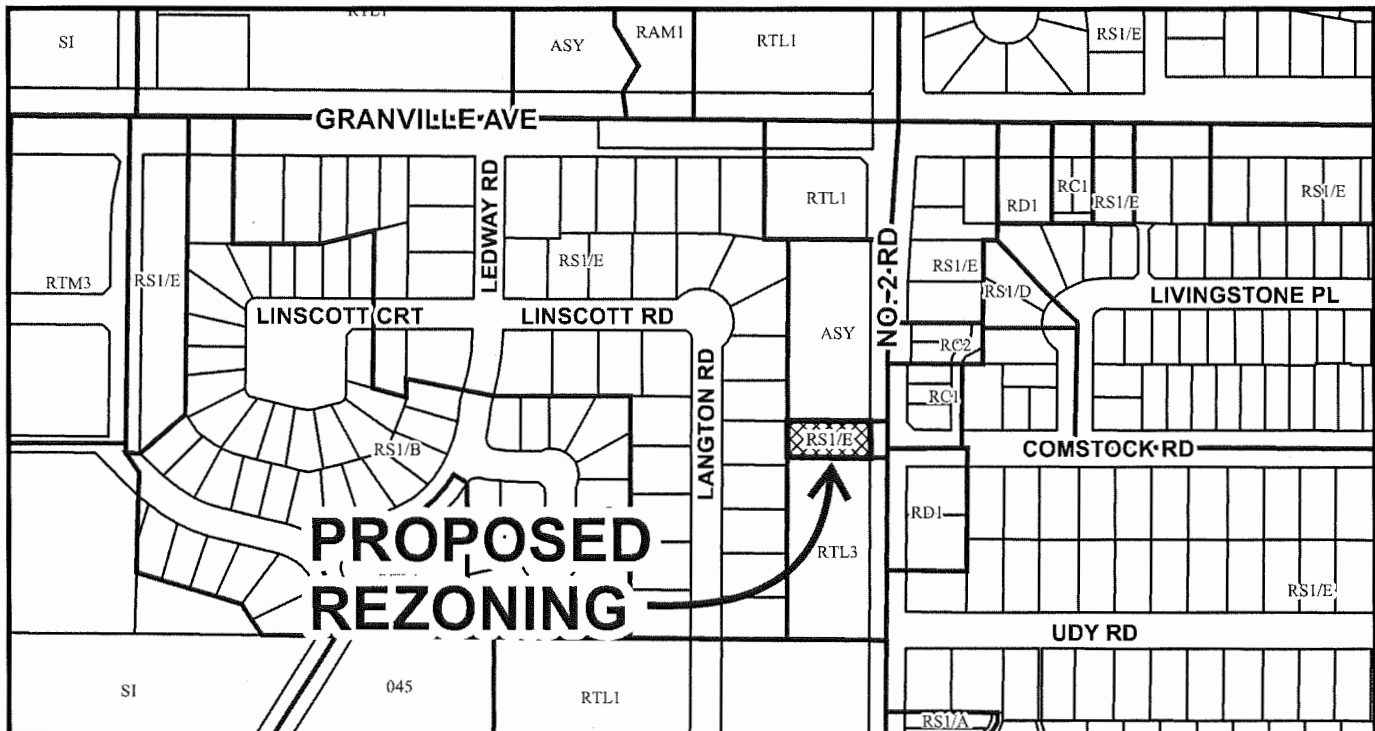 SI
RTL1
ASY
RAM1
RTL1
RS1/E
GRANVILLE AVE
LEDWAY RD
RTL1
NO. 2 RD
RD1
RC1
RS1/E
RS1/E
RTM3
RS1/E
RS1/E
RS1/E
RS1/D
LINSCOTT CRT
LINSCOTT RD
LIVINGSTONE PL
LANGTON RD
ASY
RC2
RC1
RS1/B
RS1/E
COMSTOCK RD
PROPOSED
REZONING
RTL3
RD1
RS1/E
UDY RD
SI
045
RTL1
RS1/A